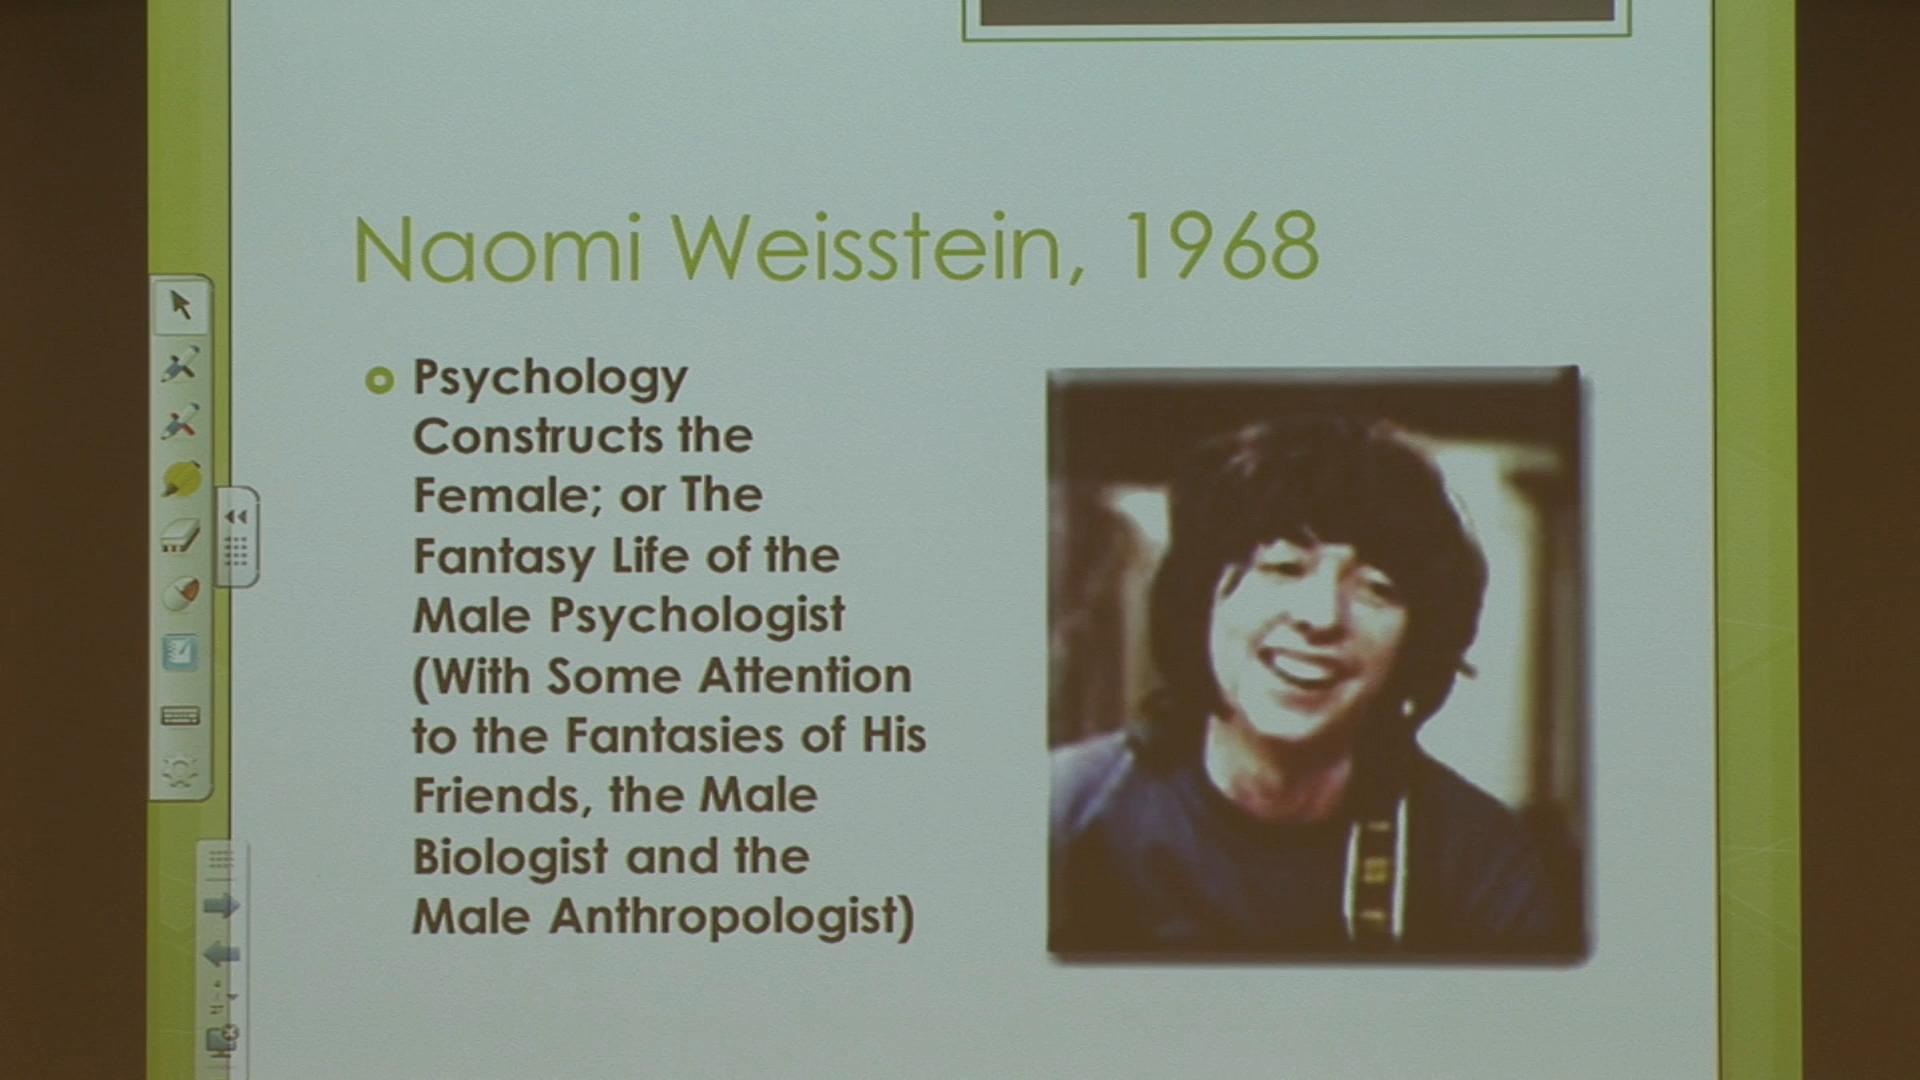 Naomi Weisstein, 1968
Psychology
Constructs the
Female; or The
Fantasy Life of the
Male Psychologist
(With Some Attention
to the Fantasies of His
Friends, the Male
Biologist and the
Male Anthropologist)